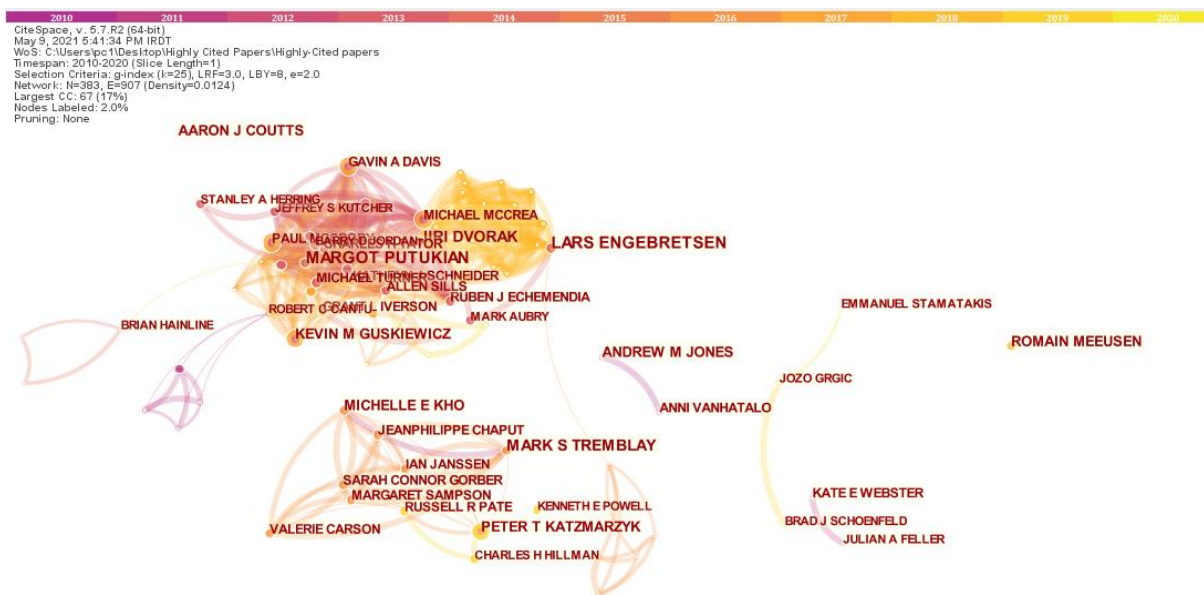 2010 2011 2012 2013 2014 2015 2016 2017 2018 2019 2020
CiteSpace, v. 5.7.R2 (64-bit)
May 9, 2021 5:41:34 PM IRDT
WoS: C:\Users\pc1\Desktop\Highly Cited Papers\Highly-Cited papers
Timespan: 2010-2020 (Slice Length=1)
Selection Criteria: g-index (k=25), LRF=3.0, LBY=8, e=2.0
Network: N=383, E=907 (Density=0.0124)
Largest CC: 67 (17%)
Nodes Labeled: 2.0%
Pruning: None
AARON J COUTTS
GAVIN A DAVIS
STANLEY A HERRING
JEFFREY S KUTCHER
MICHAEL MCCREA
PAUL
BARRY
JIRI DVORAK
LARS ENGEBRETSEN
MARGOT PUTUKIAN
MICHAEL TURNER
SCHNEIDER
ALLEN SILLS
RUBEN J ECHEMENDIA
ROBERT C CANTU
GRANT L IVERSON
MARK AUBRY
EMMANUEL STAMATAKIS
BRIAN HAINLINE
KEVIN M GUSKIEWICZ
ROMAIN MEEUSEN
ANDREW M JONES
JOZO GRGIC
ANNI VANHATALO
MICHELLE E KHO
JEANPHILIPPE CHAPUT
MARK S TREMBLAY
IAN JANSSEN
SARAH CONNOR GORBER
MARGARET SAMPSON
KATE E WEBSTER
RUSSELL R PATE
KENNETH E POWELL
BRAD J SCHOENFELD
VALERIE CARSON
PETER T KATZMARZYK
JULIAN A FELLER
CHARLES H HILLMAN